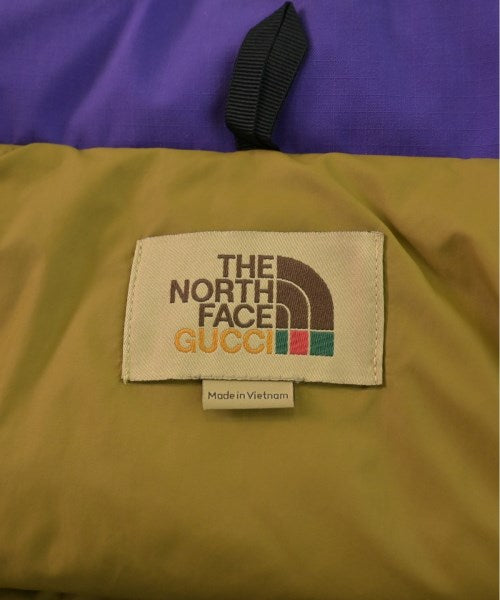 THE
NORTH
FACE
GUCCI
Made in Vietnam